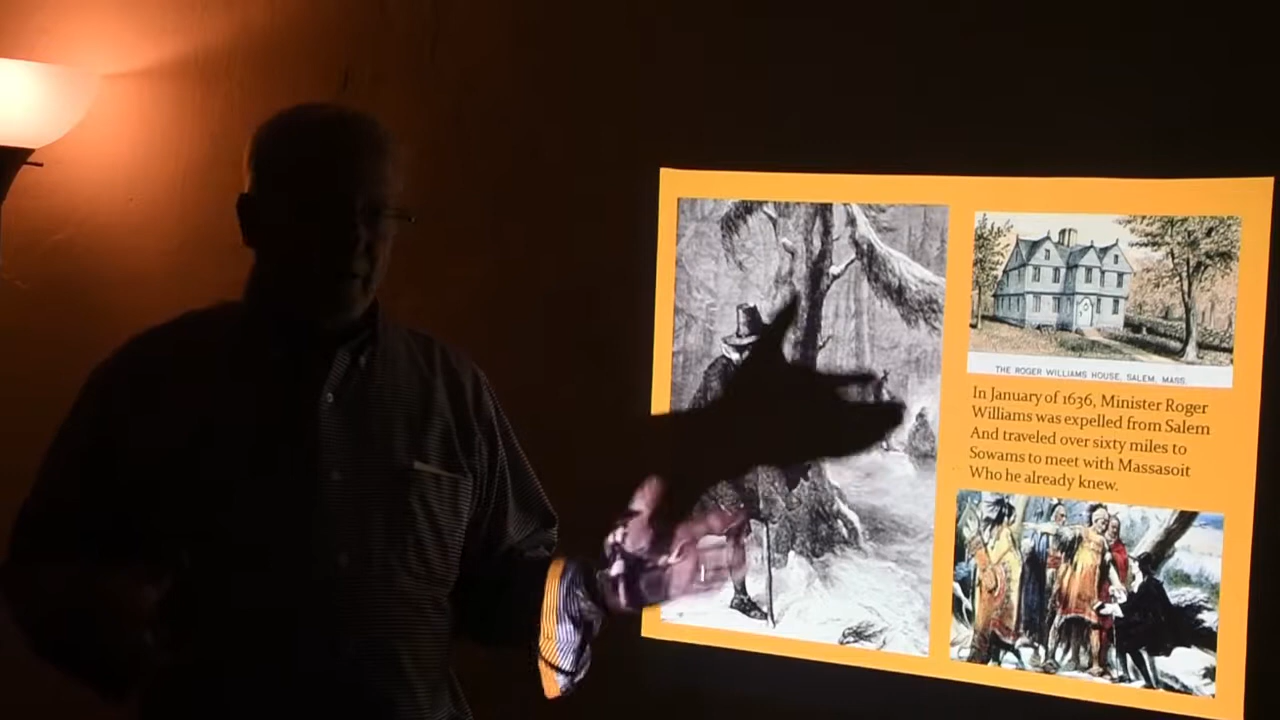 THE ROGER WILLIAMS HOUSE, SALEM, MASS.
In January of 1636, Minister Roger
Williams was expelled from Salem
And traveled over sixty miles to
Sowams to meet with Massasoit
Who he already knew.